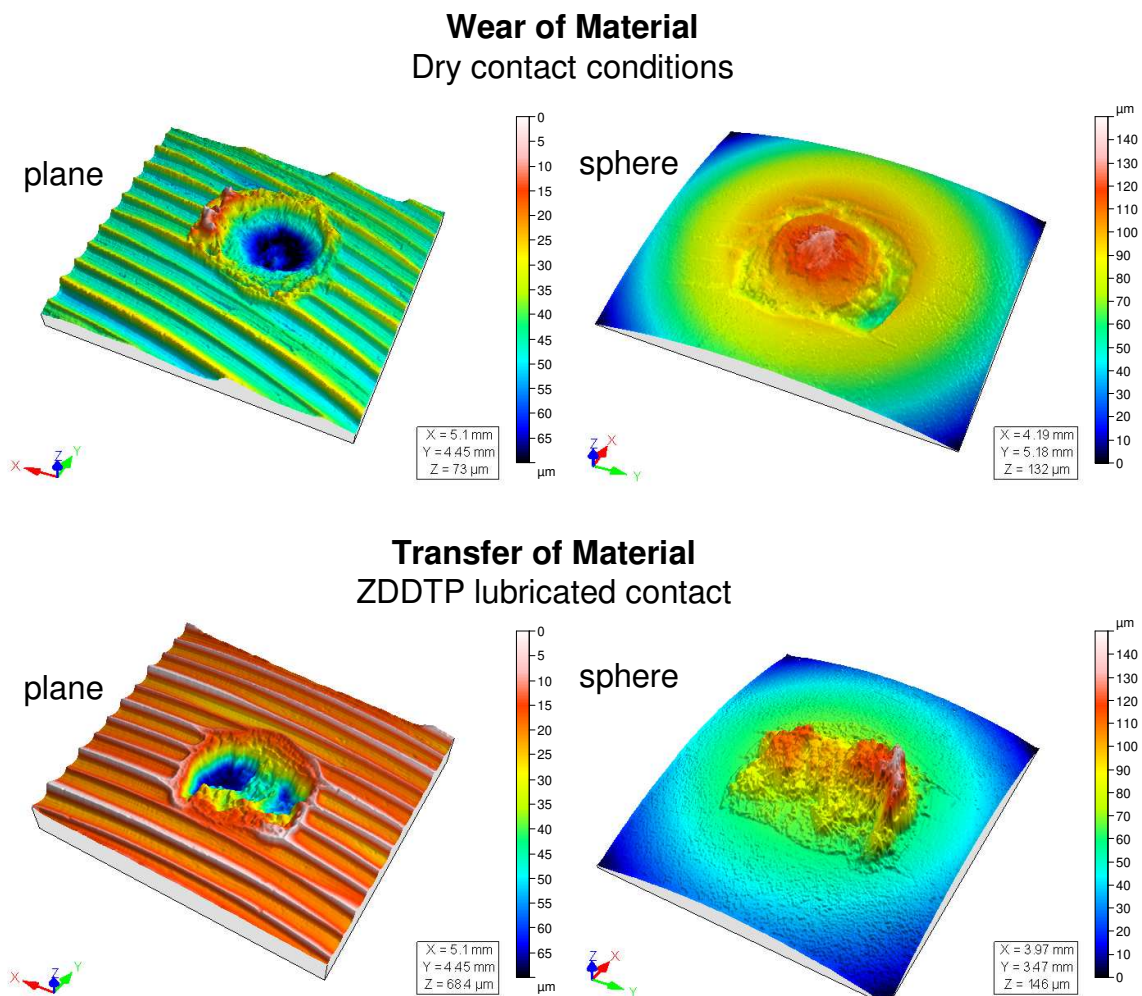 Wear of Material
Dry contact conditions
plane
0
5
10
15
20
25
30
35
40
45
50
55
60
65
µm
X = 5.1 mm
Y = 4.45 mm
Z = 73 µm
X
Z
Y
sphere
µm
140
130
120
110
100
90
80
70
60
50
40
30
20
10
0
X = 4.19 mm
Y = 5.18 mm
Z = 132 µm
Z
X
Y
Transfer of Material
ZDDTP lubricated contact
plane
0
5
10
15
20
25
30
35
40
45
50
55
60
65
µm
X = 5.1 mm
Y = 4.45 mm
Z = 68.4 µm
X
Z
Y
sphere
µm
140
130
120
110
100
90
80
70
60
50
40
30
20
10
0
X = 3.97 mm
Y = 3.47 mm
Z = 146 µm
Z
X
Y